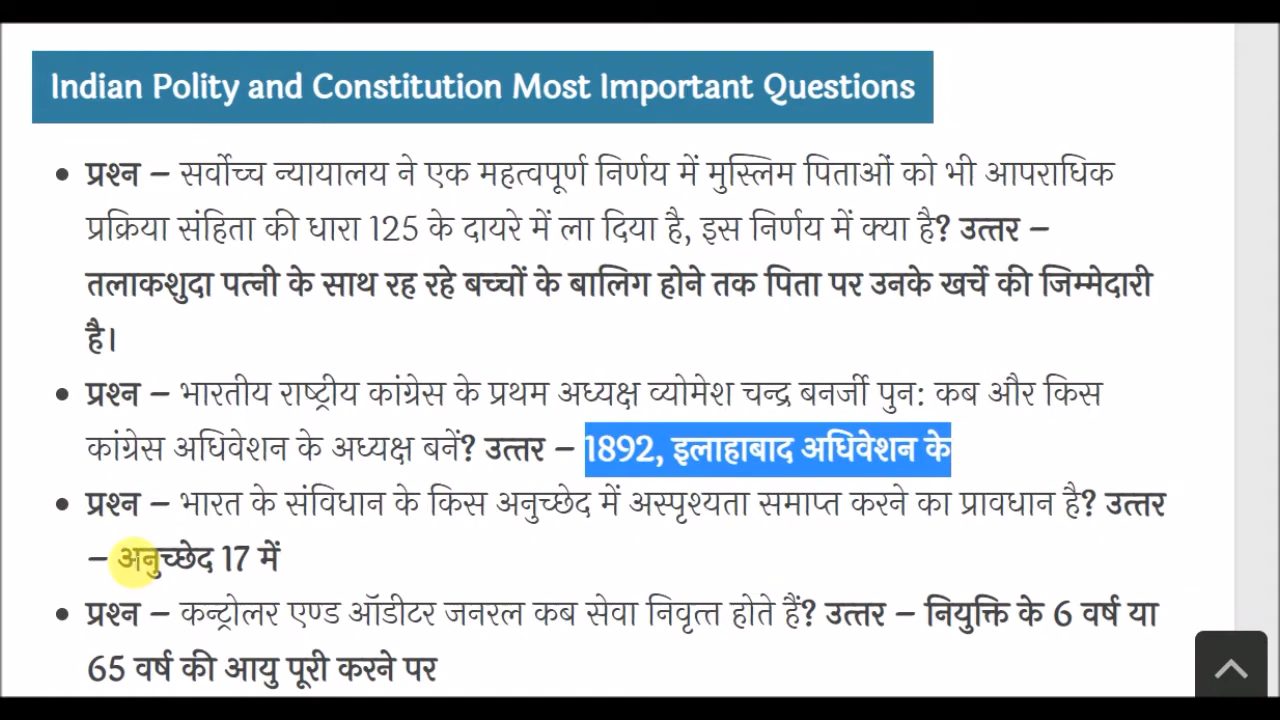 Indian Polity and Constitution Most Important Questions
• प्रश्न – सर्वोच्च न्यायालय ने एक महत्वपूर्ण निर्णय में मुस्लिम पिताओं को भी आपराधिक
प्रक्रिया संहिता की धारा 125 के दायरे में ला दिया है, इस निर्णय में क्या है? उत्तर –
तलाकशुदा पत्नी के साथ रह रहे बच्चों के बालिग होने तक पिता पर उनके खर्चे की जिम्मेदारी
है।
• प्रश्न – भारतीय राष्ट्रीय कांग्रेस के प्रथम अध्यक्ष व्योमेश चन्द्र बनर्जी पुन: कब और किस
कांग्रेस अधिवेशन के अध्यक्ष बनें? उत्तर – 1892, इलाहाबाद अधिवेशन के
• प्रश्न – भारत के संविधान के किस अनुच्छेद में अस्पृश्यता समाप्त करने का प्रावधान है? उत्तर
– अनुच्छेद 17 में
• प्रश्न – कन्ट्रोलर एण्ड ऑडीटर जनरल कब सेवा निवृत्त होते हैं? उत्तर – नियुक्ति के 6 वर्ष या
65 वर्ष की आयु पूरी करने पर